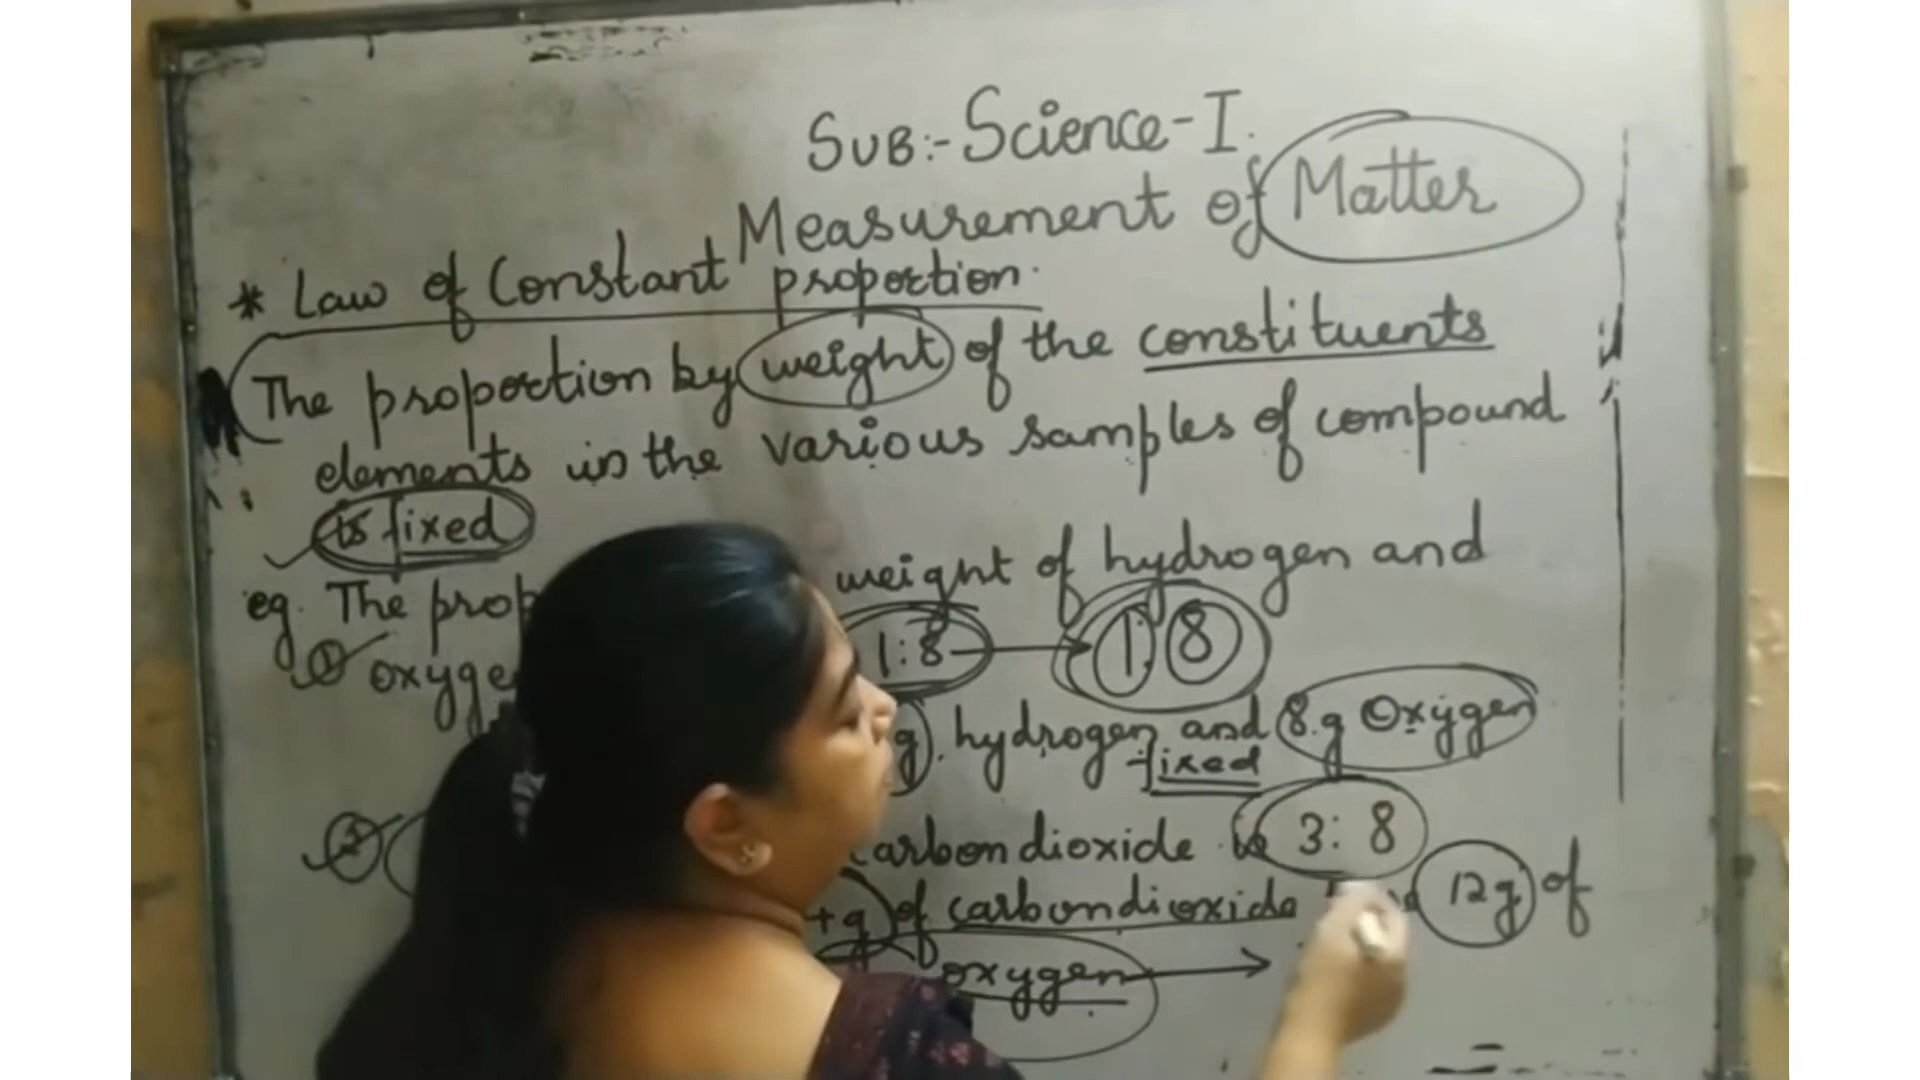 SUB:- Science-I.
Measurement of Matter
* Law of Constant proportion.
The proportion by weight of the constituents
elements in the various samples of compound
is fixed
eg. The prop weight of hydrogen and
① oxyge 1:8 → 1:8
g. hydrogen and 8.g Oxygen
fixed
② carbondioxide is 3:8
g of carbondioxide 12g of
oxygen →